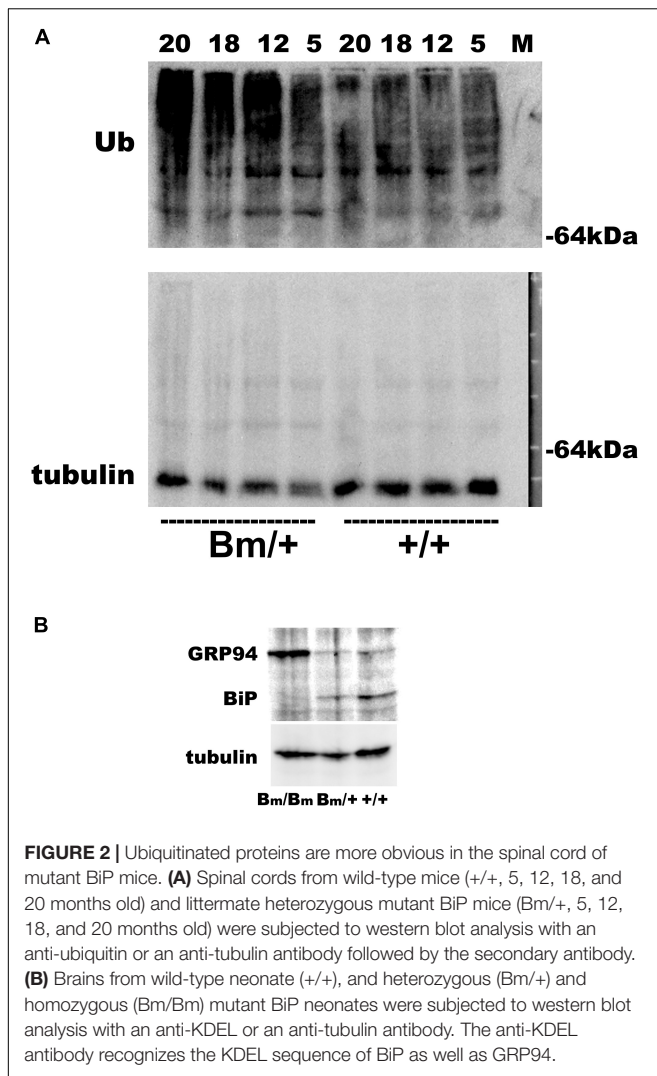 A
20 18 12 5 20 18 12 5 M
Ub
-64kDa
-64kDa
tubulin
Bm/+ +/+
B
GRP94
BiP
tubulin
Bm/Bm Bm/+ +/+
FIGURE 2 | Ubiquitinated proteins are more obvious in the spinal cord of
mutant BiP mice. (A) Spinal cords from wild-type mice (+/+, 5, 12, 18, and
20 months old) and littermate heterozygous mutant BiP mice (Bm/+, 5, 12,
18, and 20 months old) were subjected to western blot analysis with an
anti-ubiquitin or an anti-tubulin antibody followed by the secondary antibody.
(B) Brains from wild-type neonate (+/+), and heterozygous (Bm/+) and
homozygous (Bm/Bm) mutant BiP neonates were subjected to western blot
analysis with an anti-KDEL or an anti-tubulin antibody. The anti-KDEL
antibody recognizes the KDEL sequence of BiP as well as GRP94.